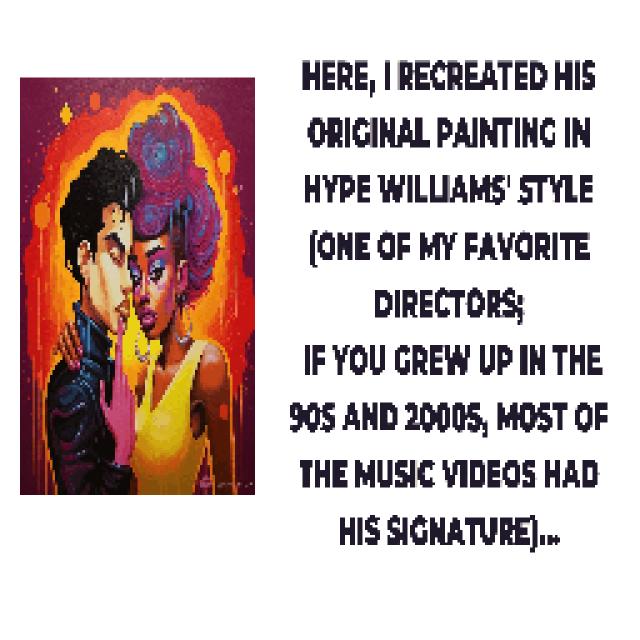 HERE, I RECREATED HIS
ORIGINAL PAINTING IN
HYPE WILLIAMS' STYLE
(ONE OF MY FAVORITE
DIRECTORS;
IF YOU GREW UP IN THE
90S AND 2000S, MOST OF
THE MUSIC VIDEOS HAD
HIS SIGNATURE)...